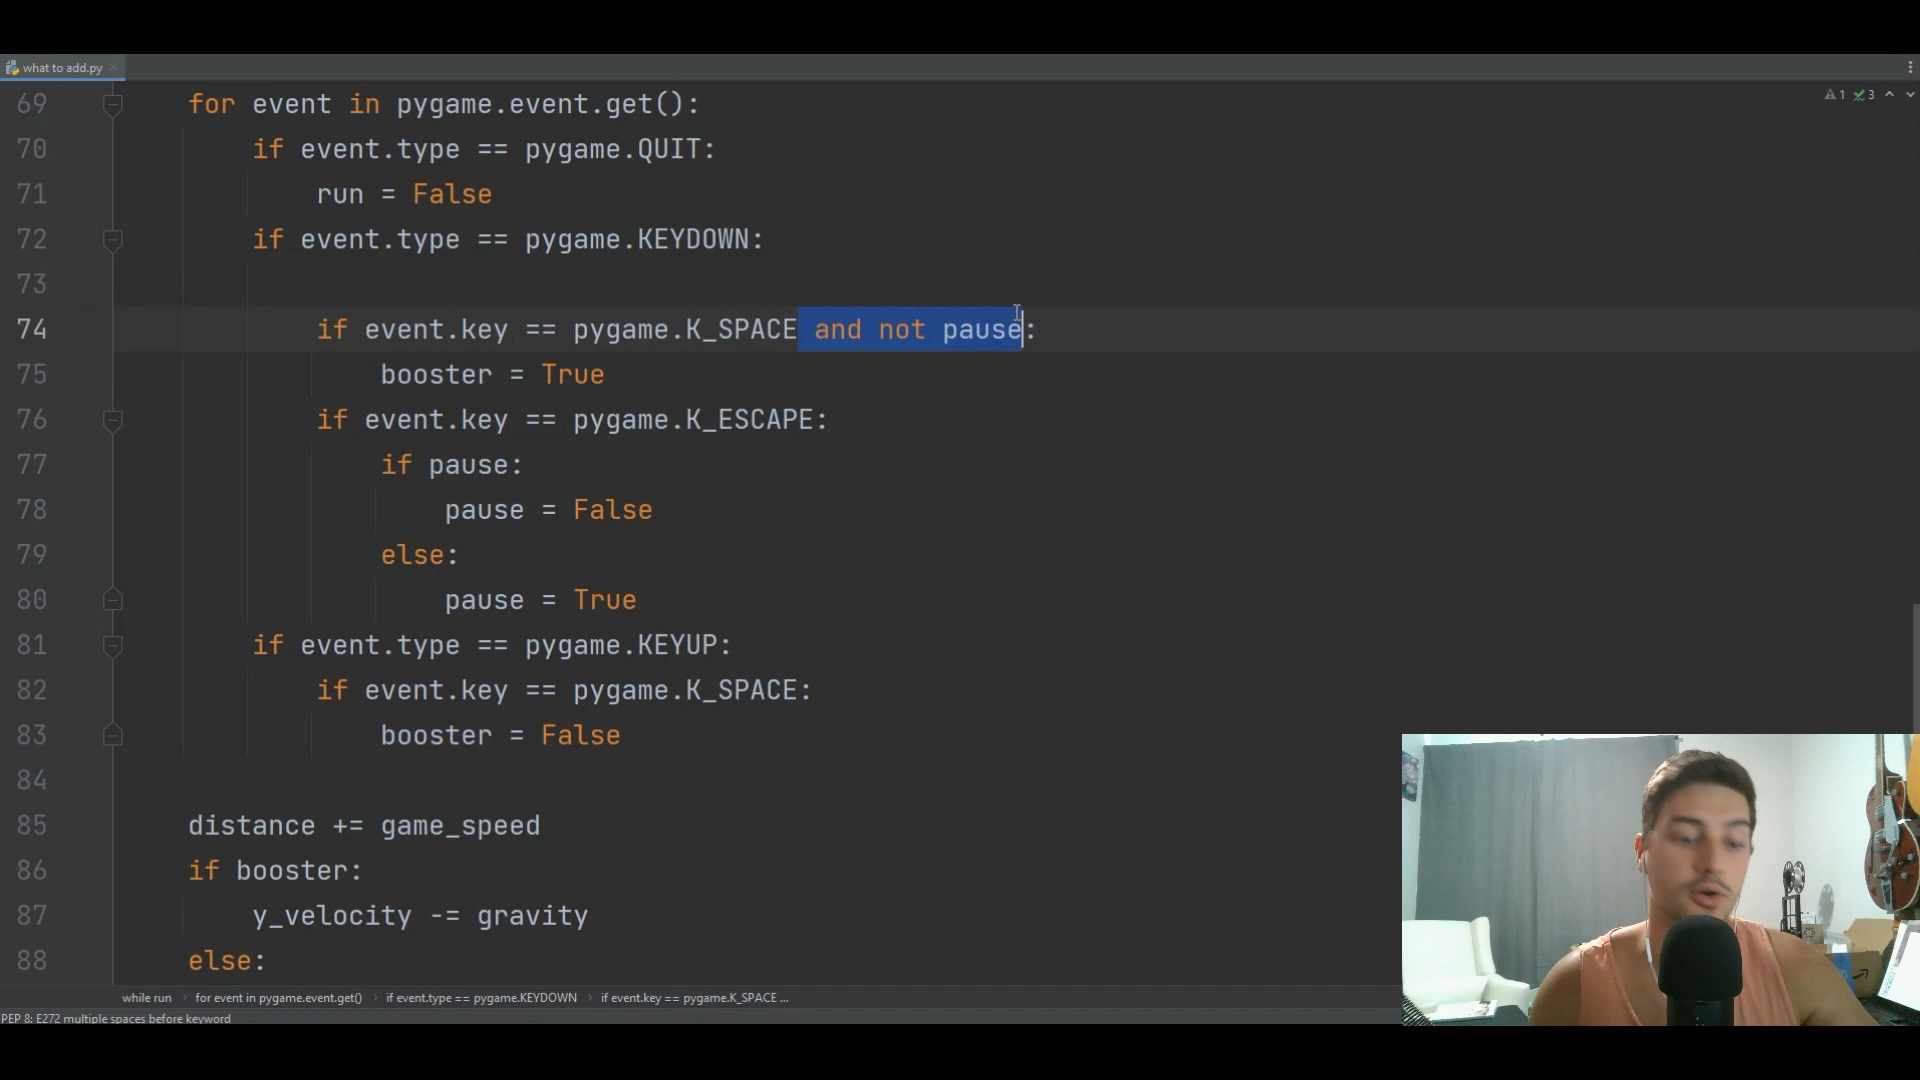 what to add.py
1 3
69 for event in pygame.event.get():
70 if event.type == pygame.QUIT:
71 run = False
72 if event.type == pygame.KEYDOWN:
73
74 if event.key == pygame.K_SPACE and not pause:
75 booster = True
76 if event.key == pygame.K_ESCAPE:
77 if pause:
78 pause = False
79 else:
80 pause = True
81 if event.type == pygame.KEYUP:
82 if event.key == pygame.K_SPACE:
83 booster = False
84
85 distance += game_speed
86 if booster:
87 y_velocity -= gravity
88 else:
while run > for event in pygame.event.get() > if event.type == pygame.KEYDOWN > if event.key == pygame.K_SPACE ...
PEP 8: E272 multiple spaces before keyword